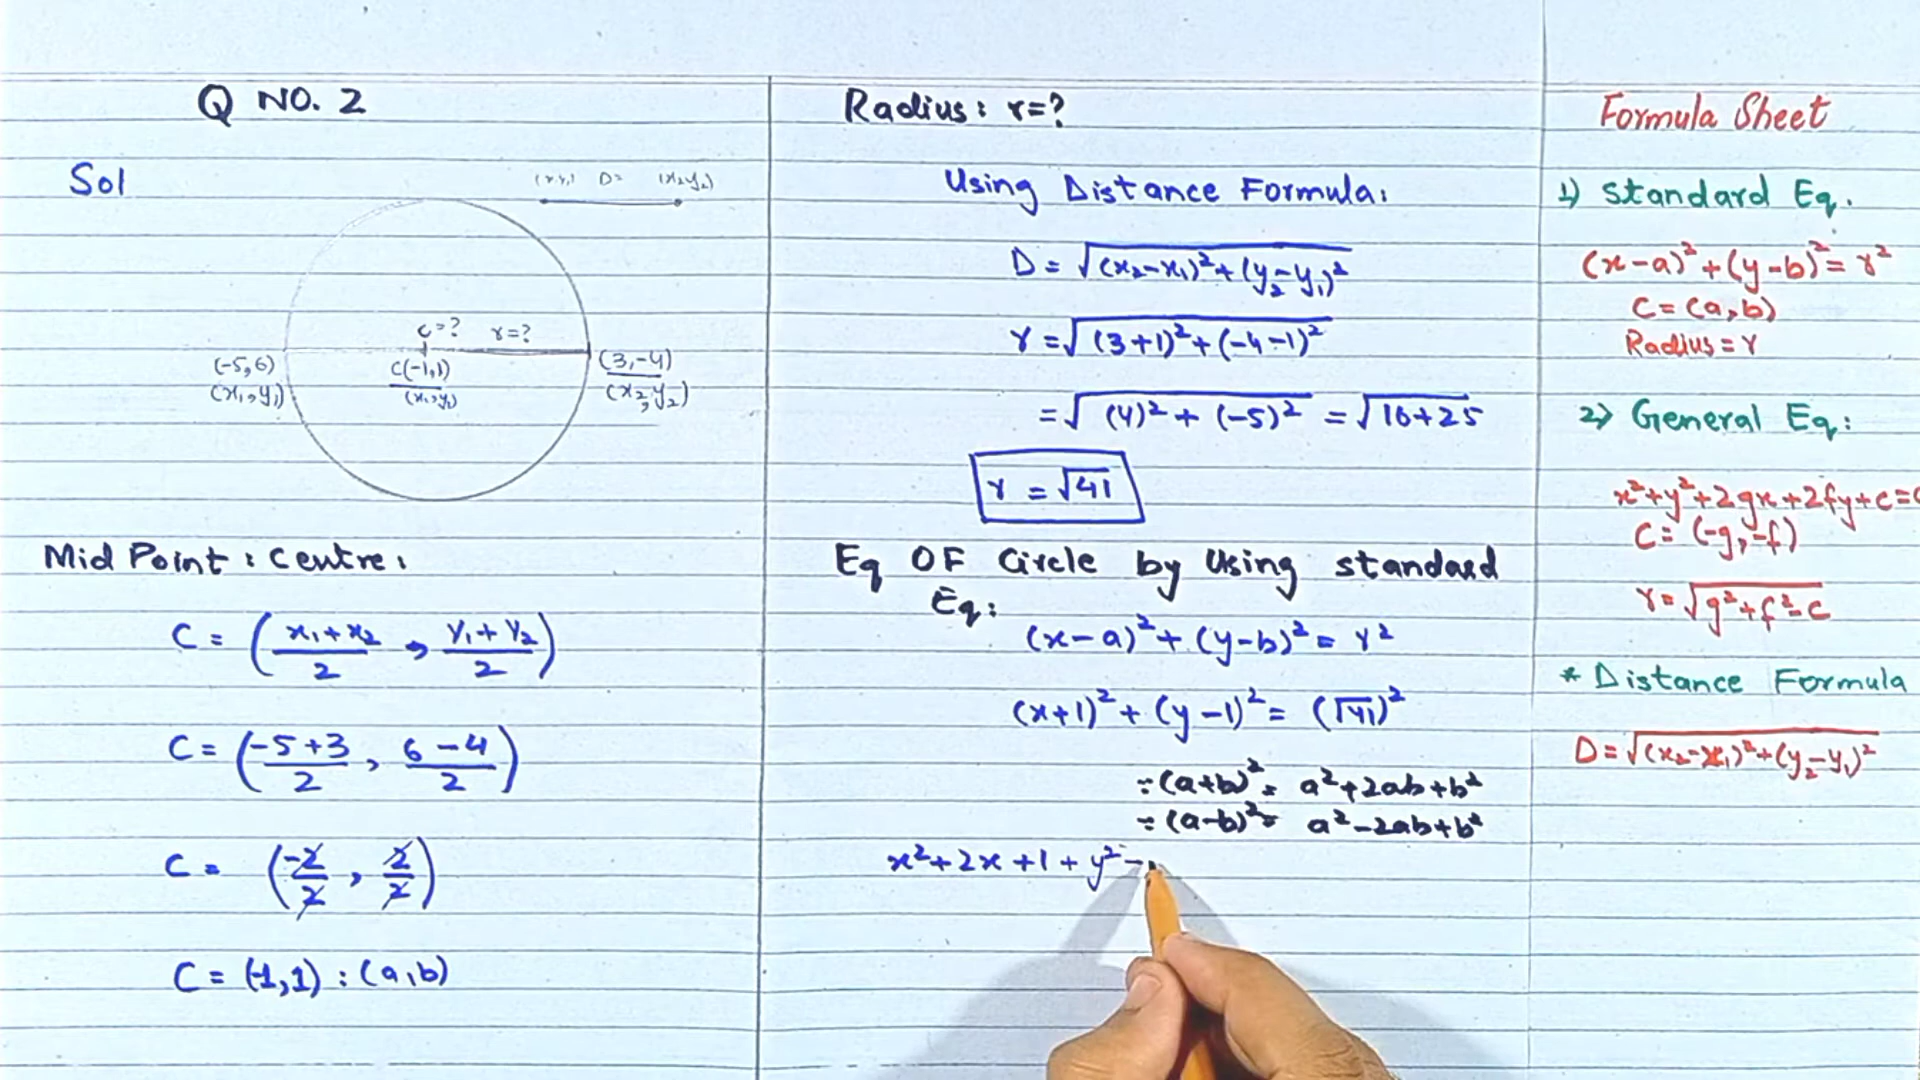 Q NO. 2
Sol
(x₁y₁) D= (x₂y₂)
c=? r=?
(-5,6) C(-1,1) (3,-4)
(x₁,y₁) (x₁,y₁) (x₂,y₂)
Mid Point : Centre :
C = (x₁+x₂/2 , y₁+y₂/2)
C = (-5+3/2 , 6-4/2)
C = (-2/2 , 2/2)
C = (-1,1) : (a,b)
Radius : r=?
Using Distance Formula :
D = √(x₂-x₁)²+(y₂-y₁)²
r = √(3+1)²+(-4-1)²
= √(4)²+(-5)² = √16+25
r = √41
Eq OF Circle by Using standard
Eq :
(x-a)²+(y-b)² = r²
(x+1)²+(y-1)² = (√41)²
∵(a+b)² = a²+2ab+b²
∵(a-b)² = a²-2ab+b²
x²+2x+1+y²-
Formula Sheet
1) Standard Eq.
(x-a)²+(y-b)² = r²
C = (a,b)
Radius = r
2) General Eq :
x²+y²+2gx+2fy+c=0
C = (-g,-f)
r = √g²+f²-c
* Distance Formula
D = √(x₂-x₁)²+(y₂-y₁)²